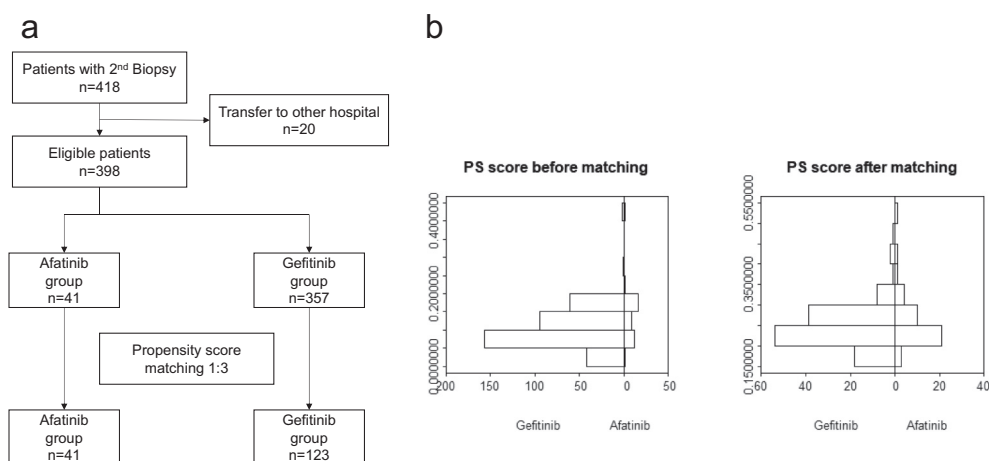 a
Patients with 2nd Biopsy
n=418
Transfer to other hospital
n=20
Eligible patients
n=398
Afatinib
group
n=41
Gefitinib
group
n=357
Propensity score
matching 1:3
Afatinib
group
n=41
Gefitinib
group
n=123
b
PS score before matching
0.4000000
0.2000000
0.0000000
200 150 100 50 0 50
Gefitinib Afatinib
PS score after matching
0.5500000
0.3500000
0.1500000
-60 -40 -20 0 20 40
Gefitinib Afatinib